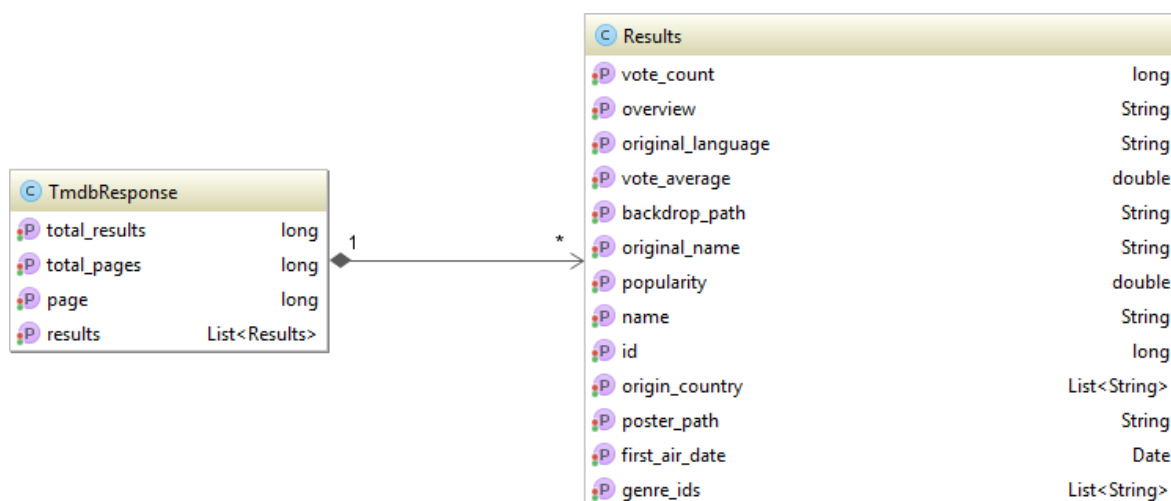 C Results
P vote_count long
P overview String
P original_language String
P vote_average double
P backdrop_path String
P original_name String
P popularity double
P name String
P id long
P origin_country List<String>
P poster_path String
P first_air_date Date
P genre_ids List<String>
C TmdbResponse
P total_results long
P total_pages long
P page long
P results List<Results>
1 *